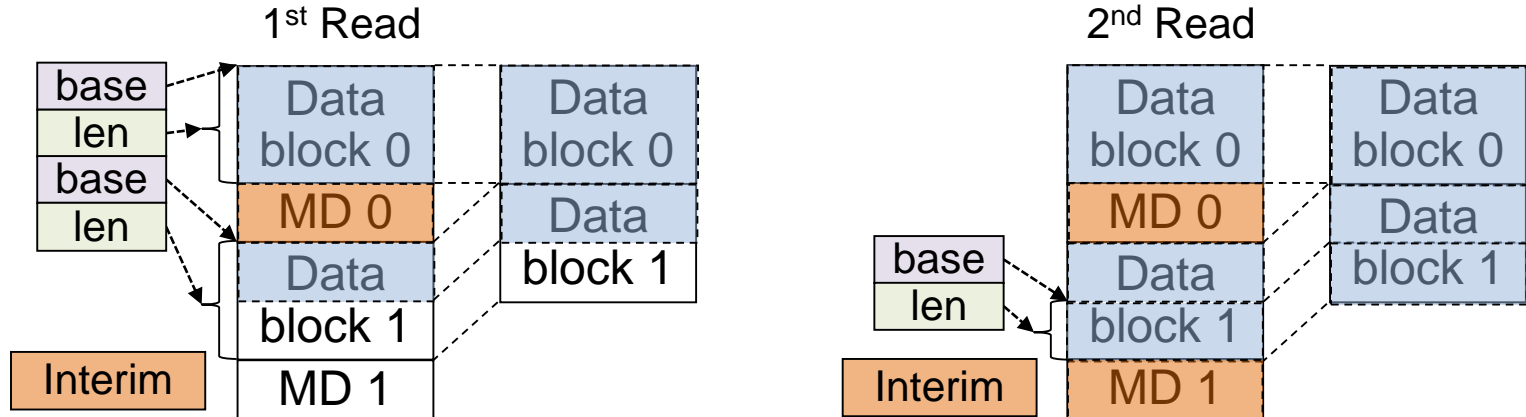 1st Read
base
len
base
len
Data
block 0
MD 0
Data
block 1
MD 1
Interim
Data
block 0
Data
block 1
2nd Read
base
len
Interim
Data
block 0
MD 0
Data
block 1
MD 1
Data
block 0
Data
block 1